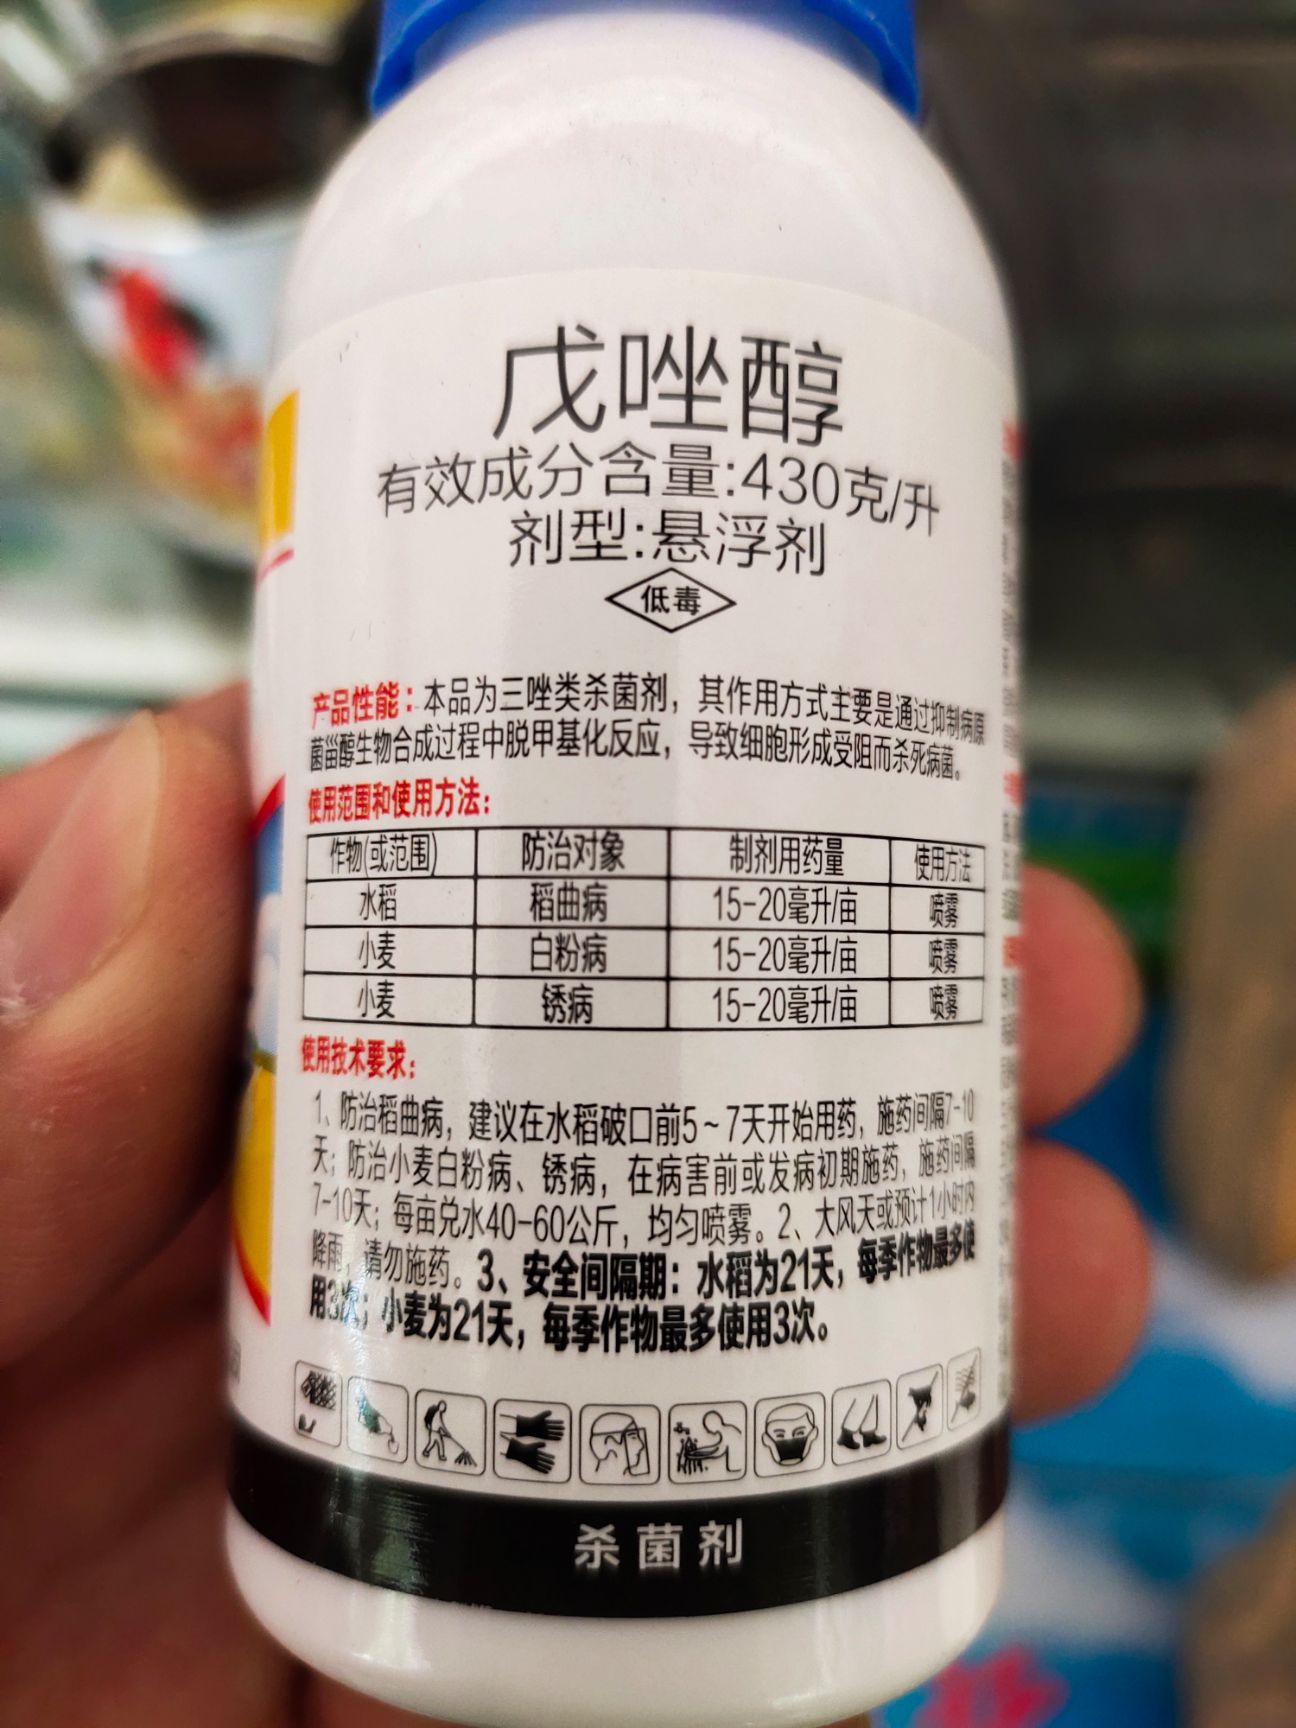 戊唑醇
有效成分含量:430克/升
剂型:悬浮剂
低毒
产品性能：本品为三唑类杀菌剂，其作用方式主要是通过抑制病原
菌甾醇生物合成过程中脱甲基化反应，导致细胞形成受阻而杀死病菌。
使用范围和使用方法：
作物(或范围) 防治对象 制剂用药量 使用方法
水稻 稻曲病 15-20毫升/亩 喷雾
小麦 白粉病 15-20毫升/亩 喷雾
小麦 锈病 15-20毫升/亩 喷雾
使用技术要求：
1、防治稻曲病，建议在水稻破口前5~7天开始用药，施药间隔7-10
天；防治小麦白粉病、锈病，在病害前或发病初期施药，施药间隔
7-10天；每亩兑水40-60公斤，均匀喷雾。2、大风天或预计1小时内
降雨，请勿施药。3、安全间隔期：水稻为21天，每季作物最多使
用3次；小麦为21天，每季作物最多使用3次。
杀菌剂